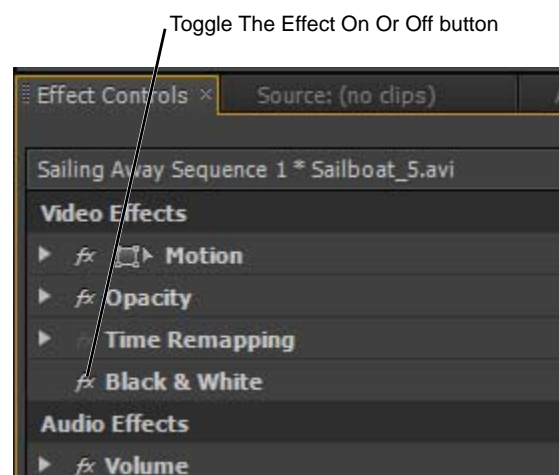 Toggle The Effect On Or Off button
Effect Controls × Source: (no clips)
Sailing Away Sequence 1 * Sailboat_5.avi
Video Effects
fx Motion
fx Opacity
fx Time Remapping
fx Black & White
Audio Effects
fx Volume